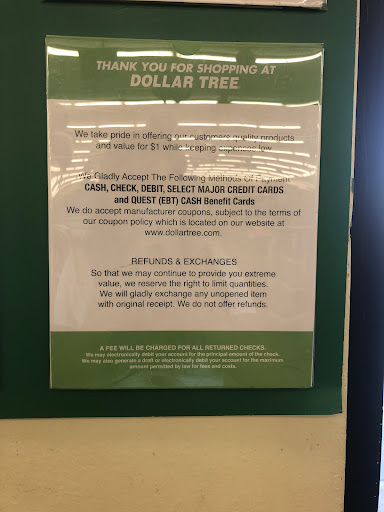 THANK YOU FOR SHOPPING AT
DOLLAR TREE
We take pride in offering our customers quality products
and value for $1 while keeping expenses low.
We Gladly Accept The Following Methods Of Payment
CASH, CHECK, DEBIT, SELECT MAJOR CREDIT CARDS
and QUEST (EBT) CASH Benefit Cards
We do accept manufacturer coupons, subject to the terms of
our coupon policy which is located on our website at
www.dollartree.com.
REFUNDS & EXCHANGES
So that we may continue to provide you extreme
value, we reserve the right to limit quantities.
We will gladly exchange any unopened item
with original receipt. We do not offer refunds.
A FEE WILL BE CHARGED FOR ALL RETURNED CHECKS.
We may electronically debit your account for the principal amount of the check.
We may also generate a draft or electronically debit your account for the maximum
amount permitted by law for fees and costs.